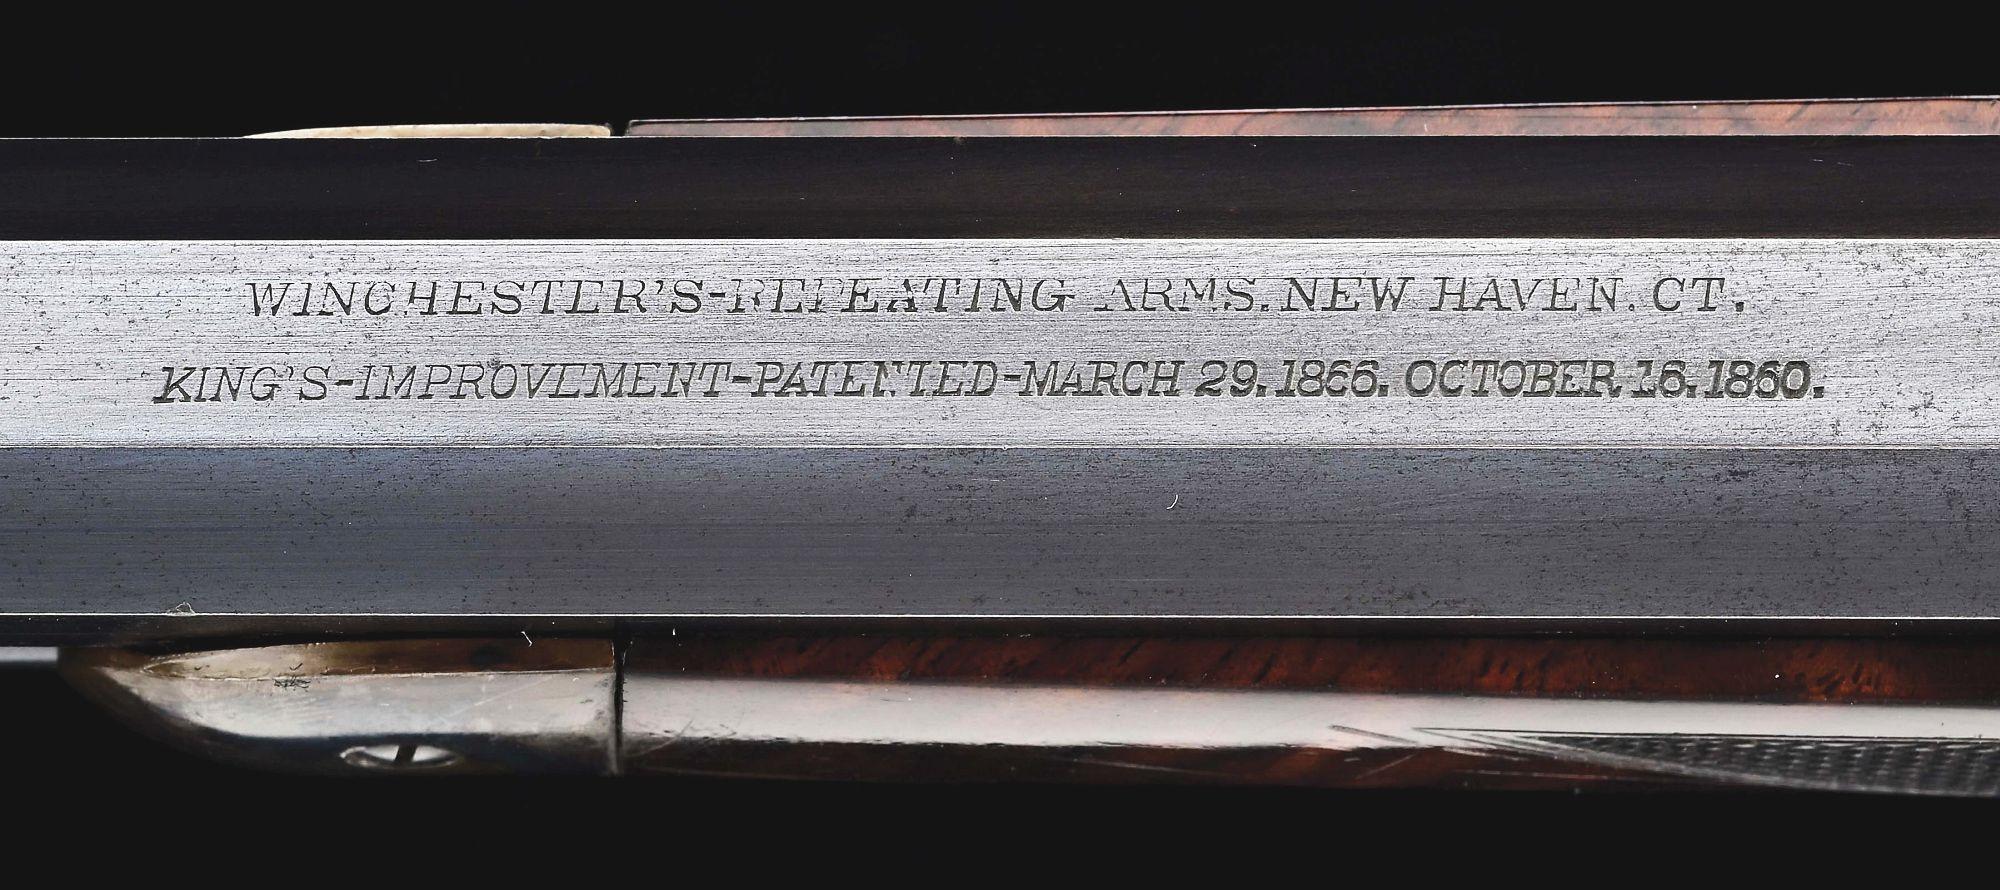 WINCHESTER'S-REPEATING ARMS. NEW HAVEN. CT.
KING'S-IMPROVEMENT-PATENTED-MARCH 29. 1866. OCTOBER 16. 1860.